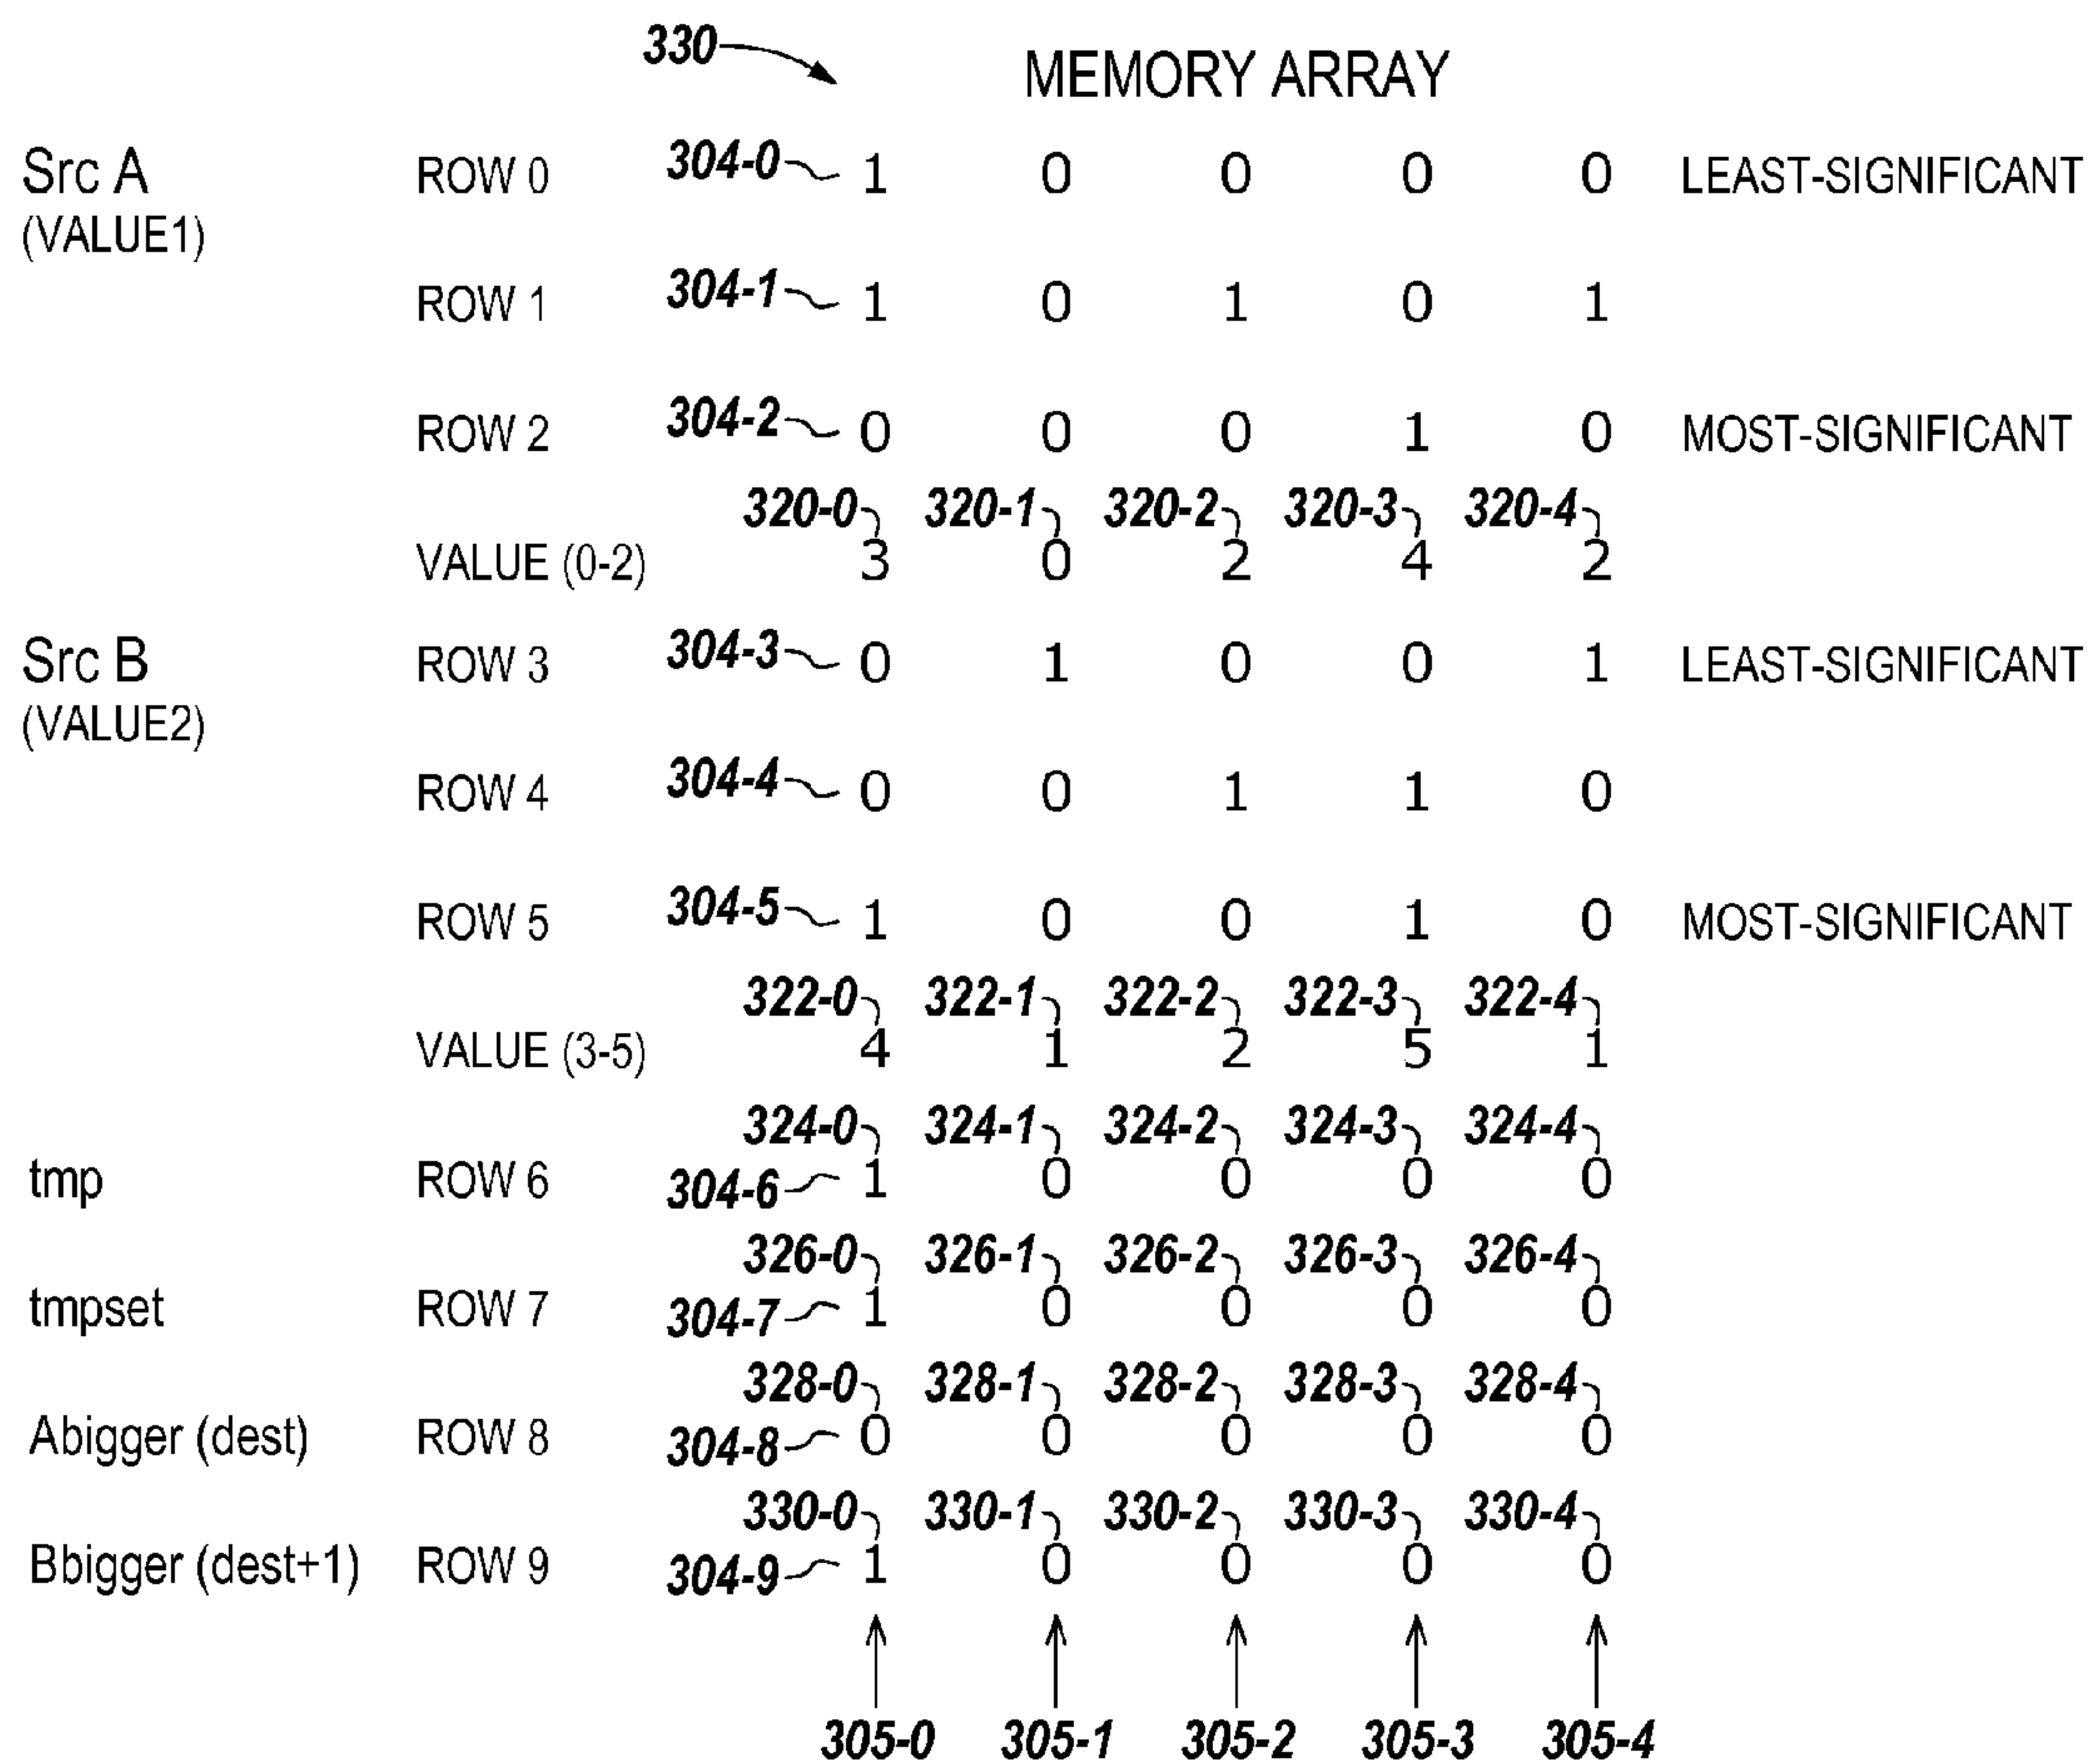 330 MEMORY ARRAY
Src A ROW 0 304-0 1 0 0 0 0 LEAST-SIGNIFICANT
(VALUE1)
ROW 1 304-1 1 0 1 0 1
ROW 2 304-2 0 0 0 1 0 MOST-SIGNIFICANT
320-0 320-1 320-2 320-3 320-4
VALUE (0-2) 3 0 2 4 2
Src B ROW 3 304-3 0 1 0 0 1 LEAST-SIGNIFICANT
(VALUE2)
ROW 4 304-4 0 0 1 1 0
ROW 5 304-5 1 0 0 1 0 MOST-SIGNIFICANT
322-0 322-1 322-2 322-3 322-4
VALUE (3-5) 4 1 2 5 1
324-0 324-1 324-2 324-3 324-4
tmp ROW 6 304-6 1 0 0 0 0
326-0 326-1 326-2 326-3 326-4
tmpset ROW 7 304-7 1 0 0 0 0
328-0 328-1 328-2 328-3 328-4
Abigger (dest) ROW 8 304-8 0 0 0 0 0
330-0 330-1 330-2 330-3 330-4
Bbigger (dest+1) ROW 9 304-9 1 0 0 0 0
305-0 305-1 305-2 305-3 305-4